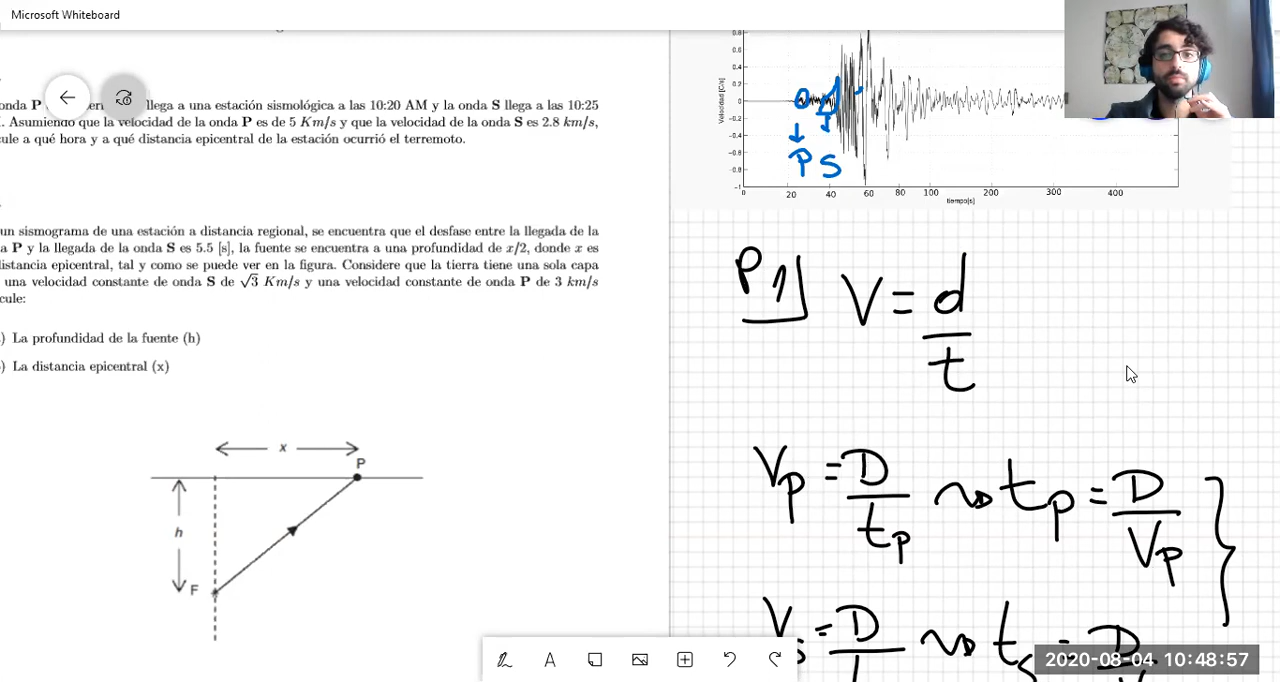 Microsoft Whiteboard
onda P llega a una estación sismológica a las 10:20 AM y la onda S llega a las 10:25
. Asumiendo que la velocidad de la onda P es de 5 Km/s y que la velocidad de la onda S es 2.8 km/s,
cule a qué hora y a qué distancia epicentral de la estación ocurrió el terremoto.
un sismograma de una estación a distancia regional, se encuentra que el desfase entre la llegada de la
a P y la llegada de la onda S es 5.5 [s], la fuente se encuentra a una profundidad de x/2, donde x es
distancia epicentral, tal y como se puede ver en la figura. Considere que la tierra tiene una sola capa
una velocidad constante de onda S de √3 Km/s y una velocidad constante de onda P de 3 km/s
cule:
) La profundidad de la fuente (h)
) La distancia epicentral (x)
x
P
h
F
Velocidad [C/s]
0.8
0.4
0.2
0
-0.2
-0.4
-0.6
-0.8
-1
0 20 40 60 80 100 200 300 400
tiempo[s]
P S
P1 V = d/t
Vp = D/tp ⇝ tp = D/Vp }
Vs = D/t ⇝ ts = D/V
A
2020-08-04 10:48:57